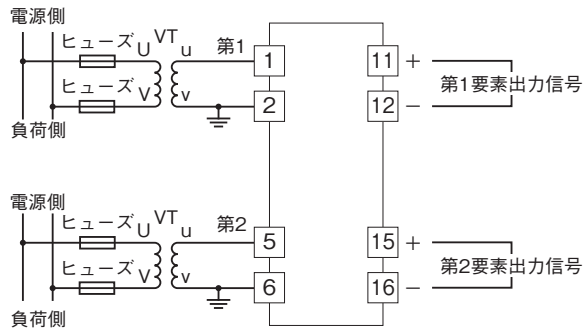 電源側
ヒューズ U VT u 第1 1 11 +
ヒューズ V v 2 12 −
第1要素出力信号
負荷側
電源側
ヒューズ U VT u 第2 5 15 +
ヒューズ V v 6 16 −
第2要素出力信号
負荷側